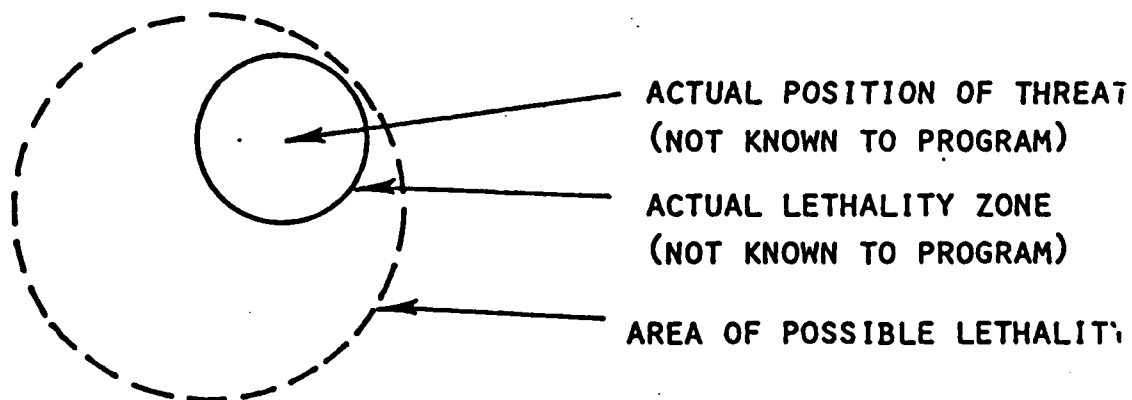 ACTUAL POSITION OF THREAT
(NOT KNOWN TO PROGRAM)
ACTUAL LETHALITY ZONE
(NOT KNOWN TO PROGRAM)
AREA OF POSSIBLE LETHALITY